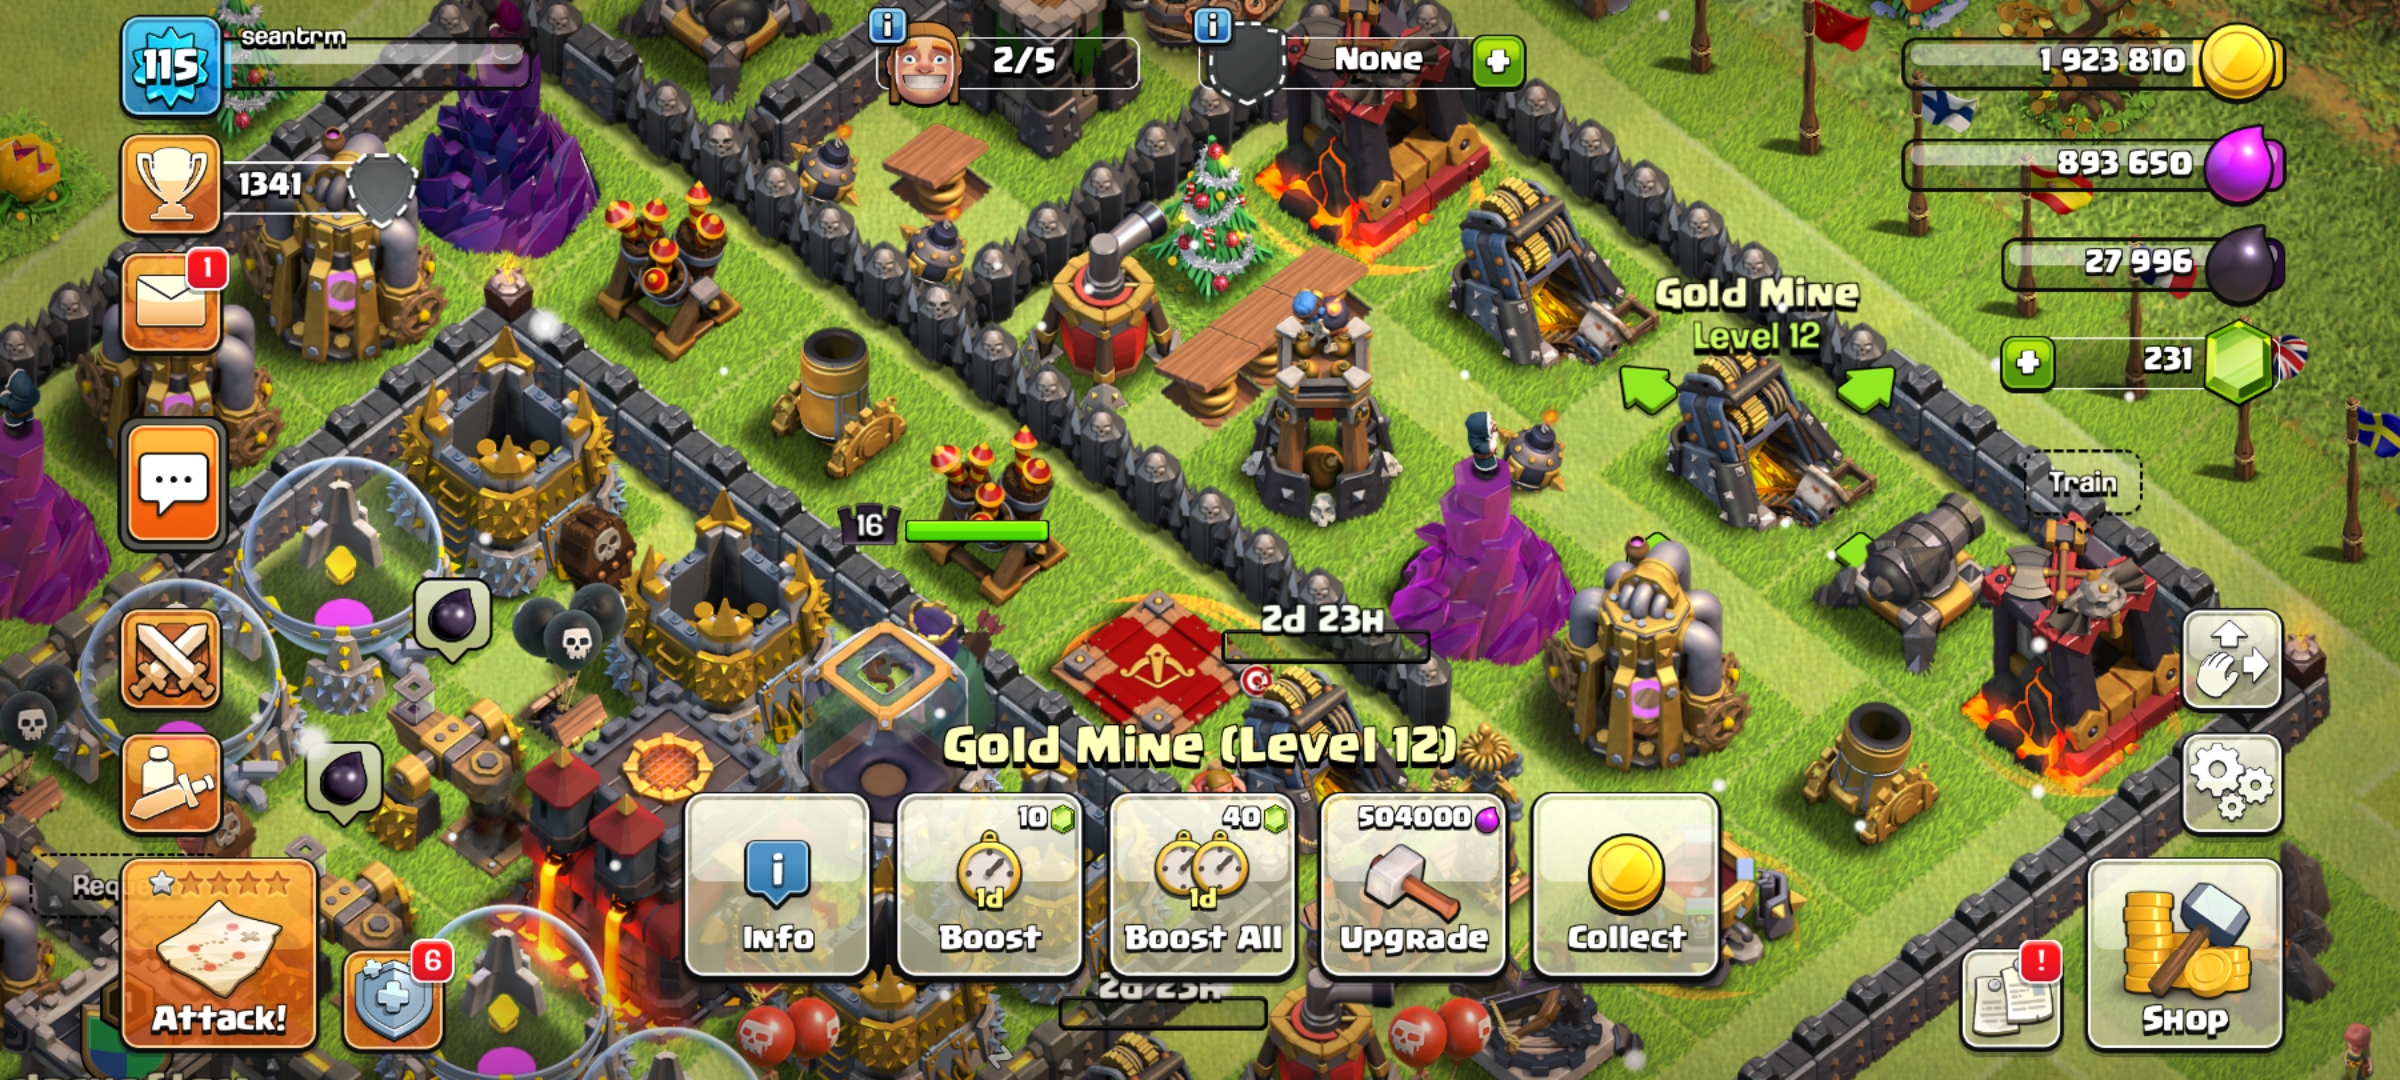 115
seantrm
2/5
None
1 923 810
1341
893 650
1
27 996
Gold Mine
Level 12
231
Train
16
2d 23H
Gold Mine (Level 12)
10
40
504000
1d
1d
Info
Boost
Boost All
Upgrade
Collect
6
!
Attack!
2d 23H
Shop